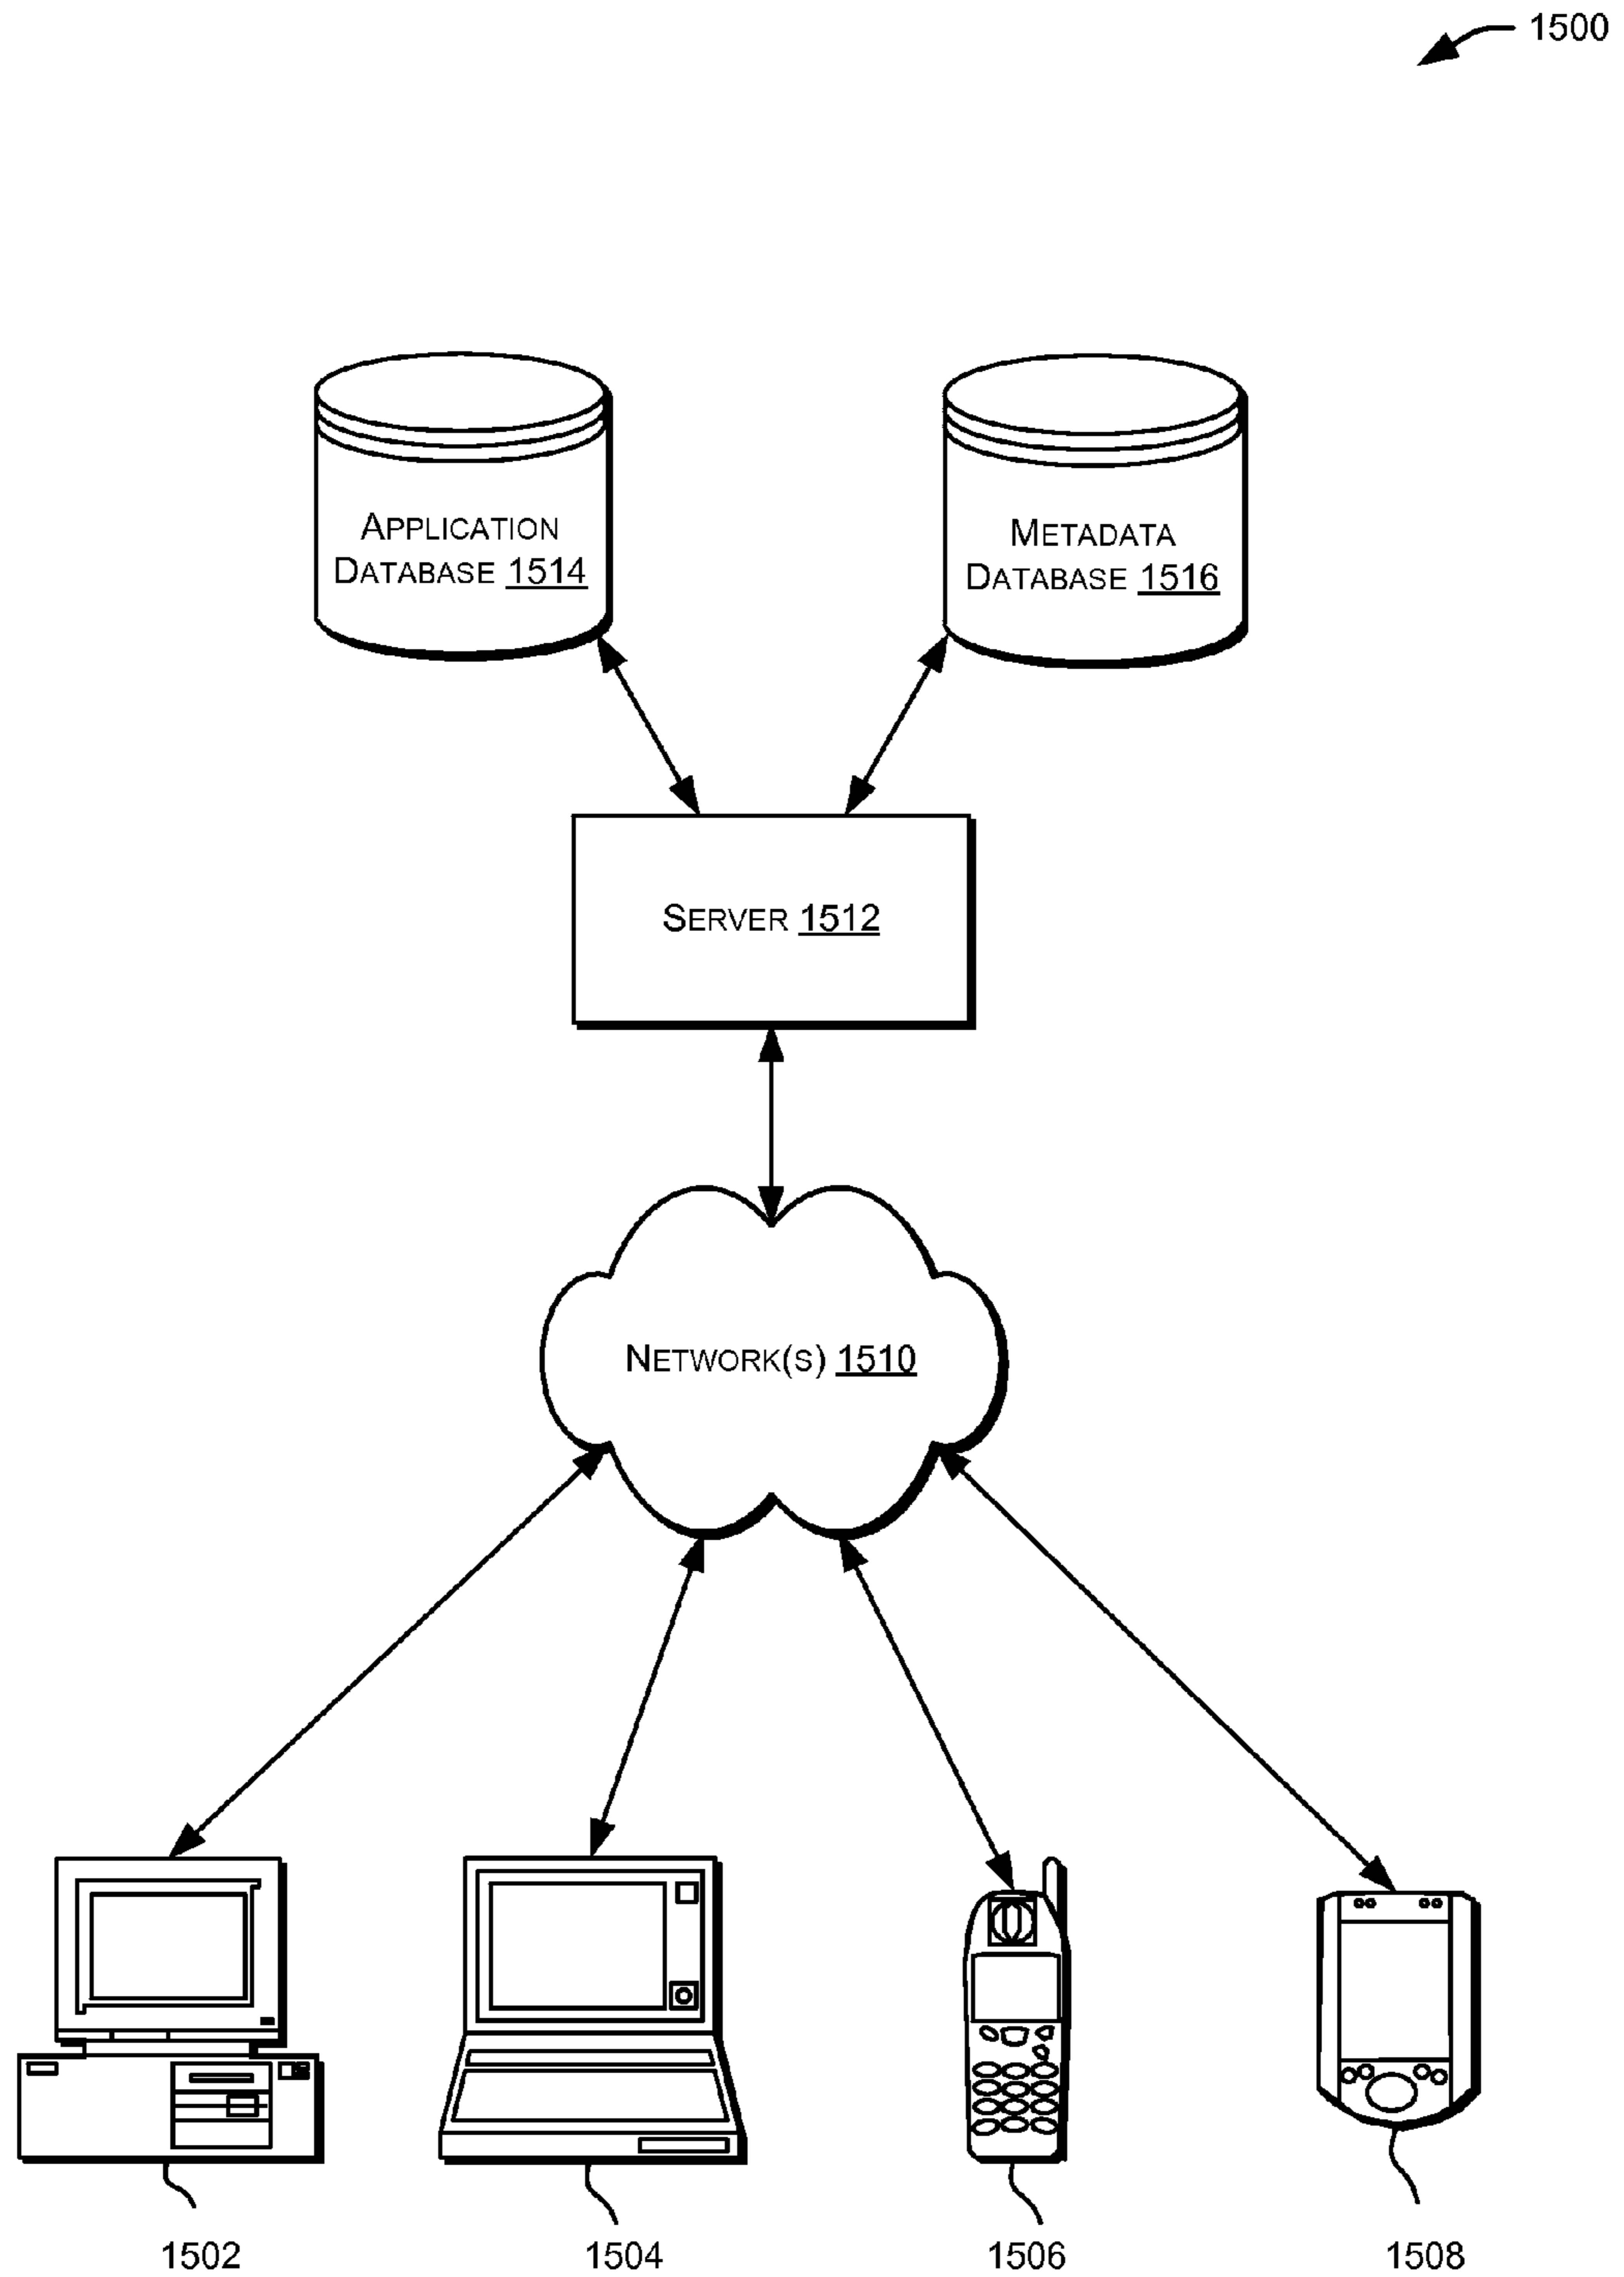 1500
APPLICATION
DATABASE 1514
METADATA
DATABASE 1516
SERVER 1512
NETWORK(S) 1510
1502
1504
1506
1508